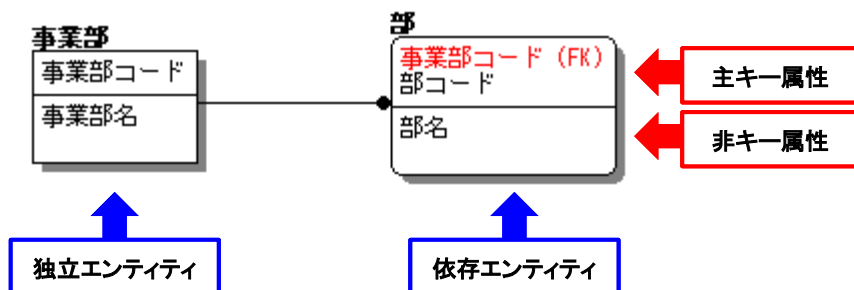 事業部
事業部コード
事業部名
部
事業部コード (FK)
部コード
部名
主キー属性
非キー属性
独立エンティティ
依存エンティティ